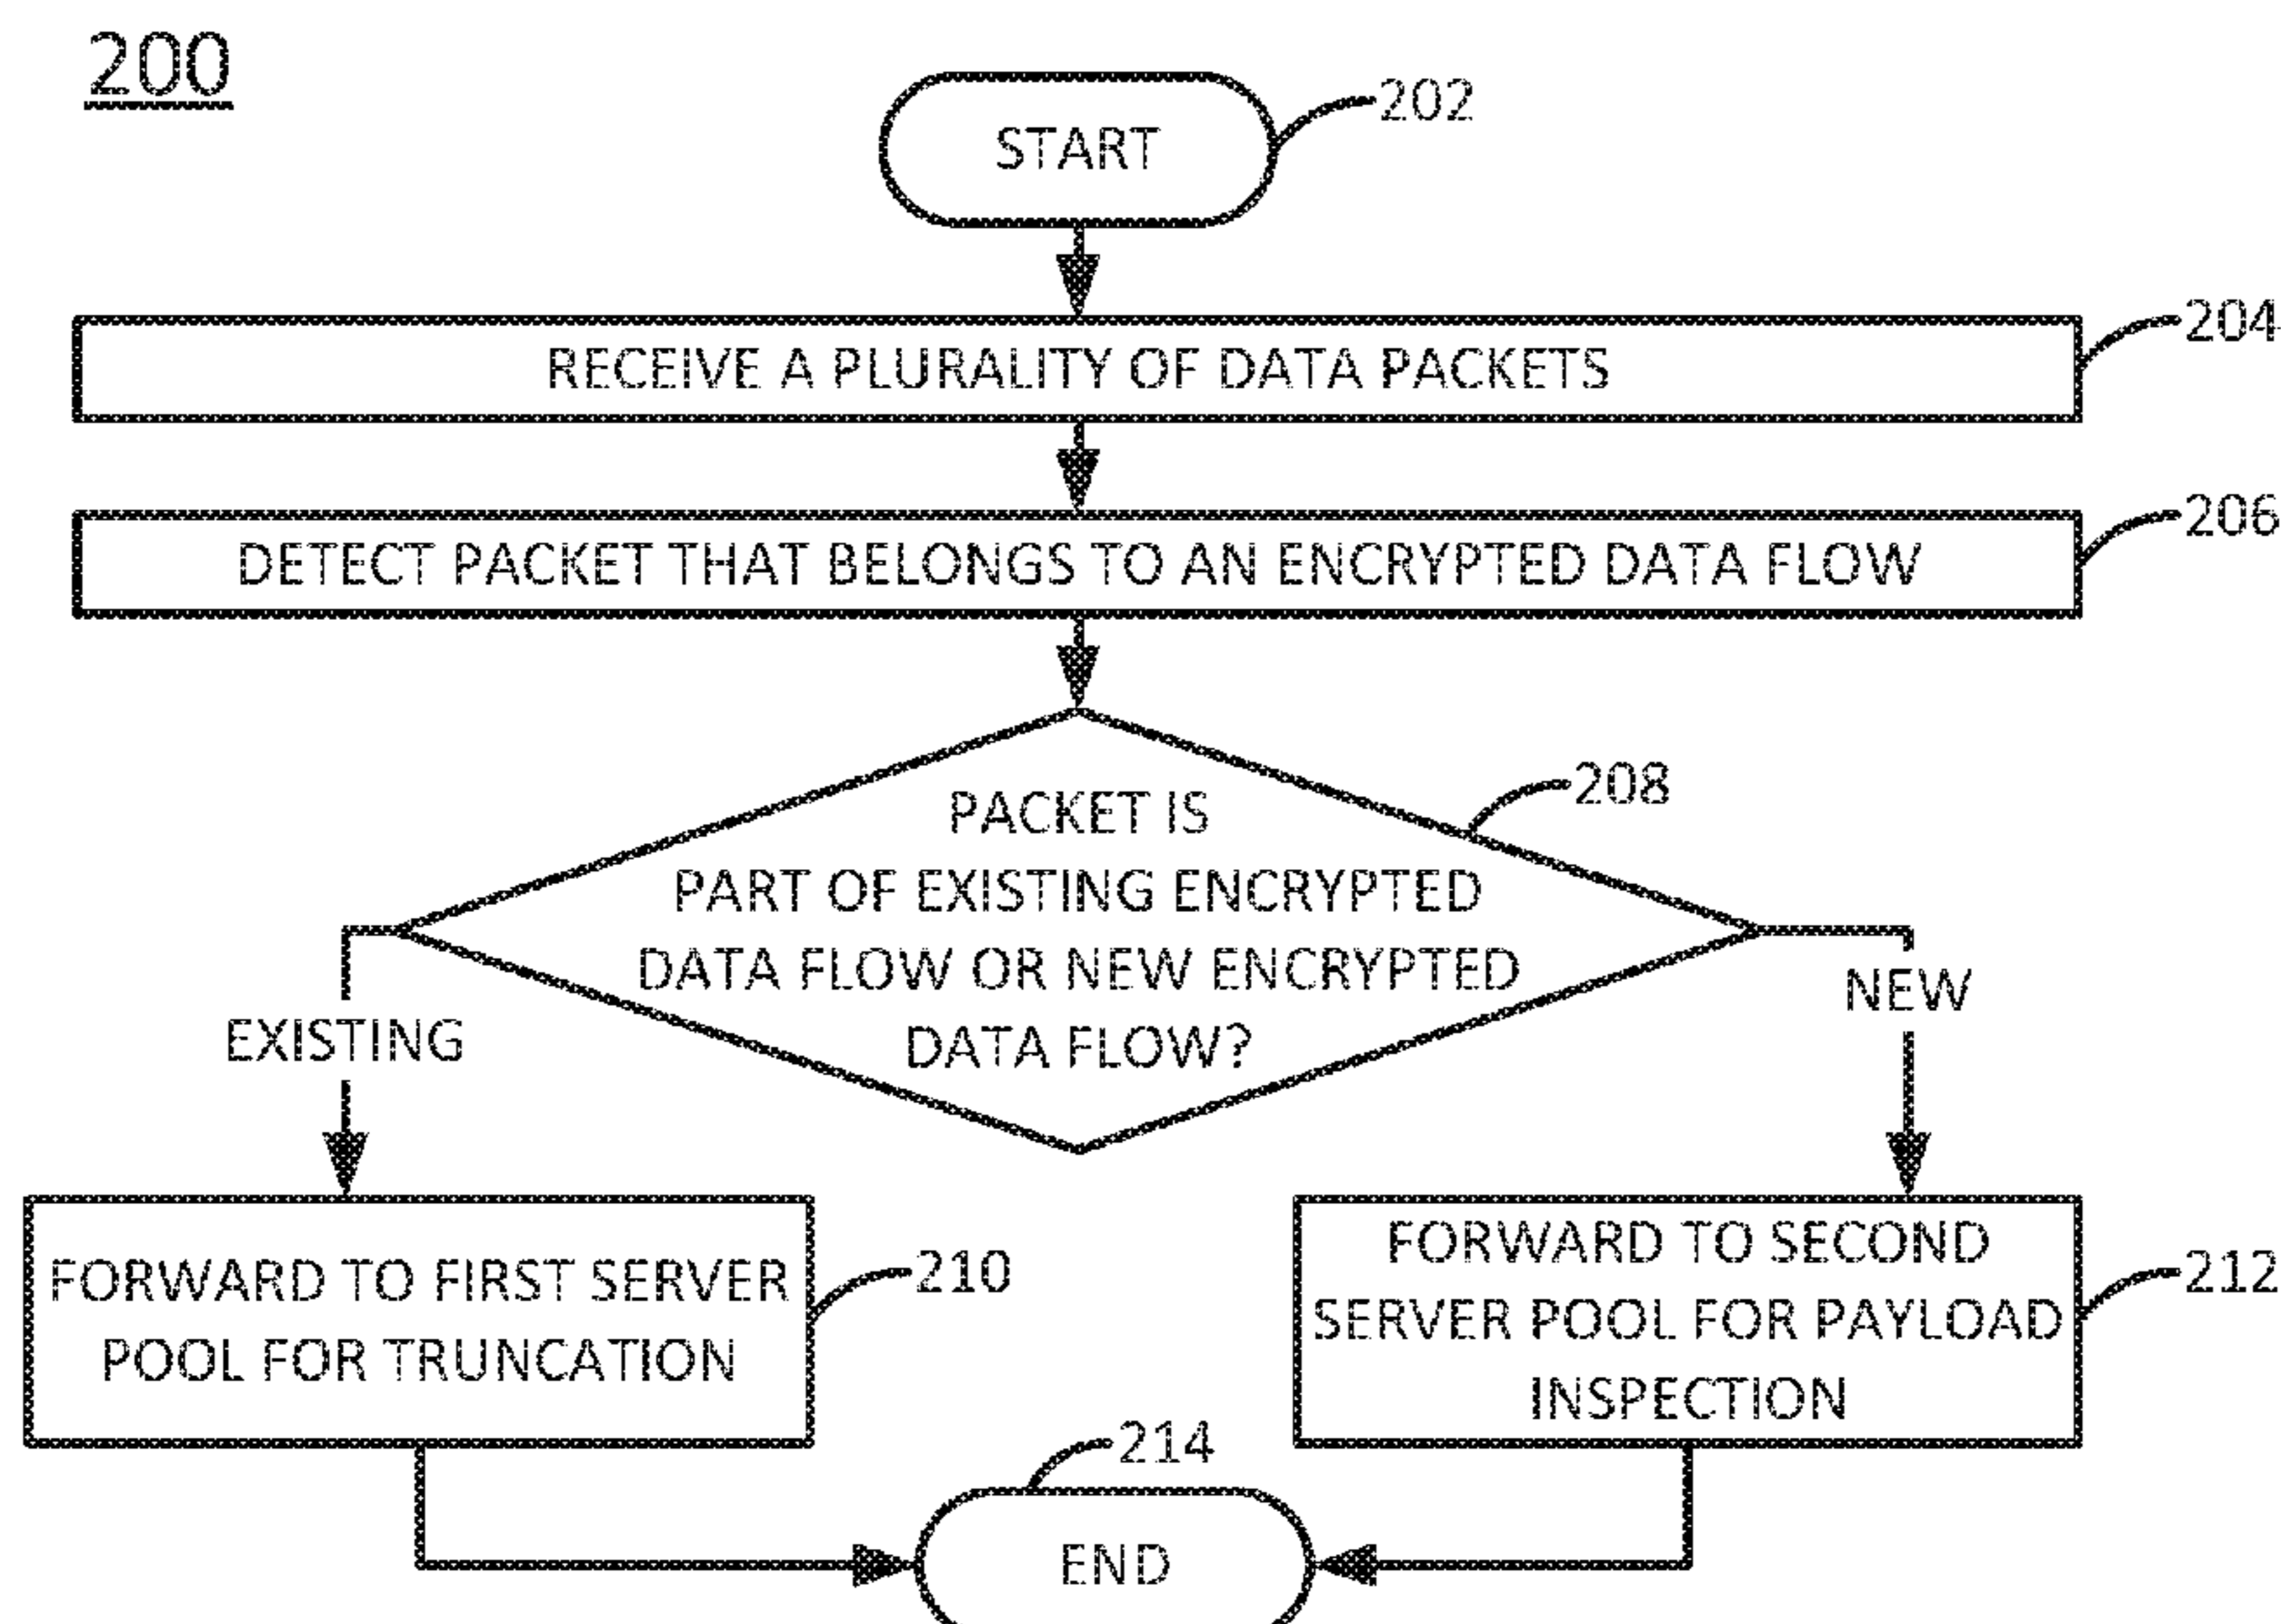 200
START
202
RECEIVE A PLURALITY OF DATA PACKETS
204
DETECT PACKET THAT BELONGS TO AN ENCRYPTED DATA FLOW
206
PACKET IS
PART OF EXISTING ENCRYPTED
DATA FLOW OR NEW ENCRYPTED
DATA FLOW?
208
EXISTING
NEW
FORWARD TO FIRST SERVER
POOL FOR TRUNCATION
210
FORWARD TO SECOND
SERVER POOL FOR PAYLOAD
INSPECTION
212
214
END